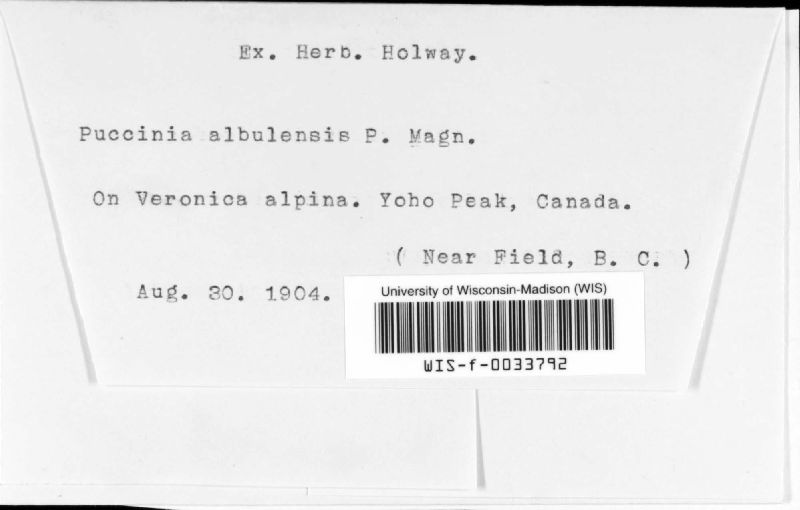 Ex. Herb. Holway.
Puccinia albulensis P. Magn.
On Veronica alpina. Yoho Peak, Canada.
( Near Field, B. C. )
Aug. 30. 1904.
University of Wisconsin-Madison (WIS)
WIS-f-0033792